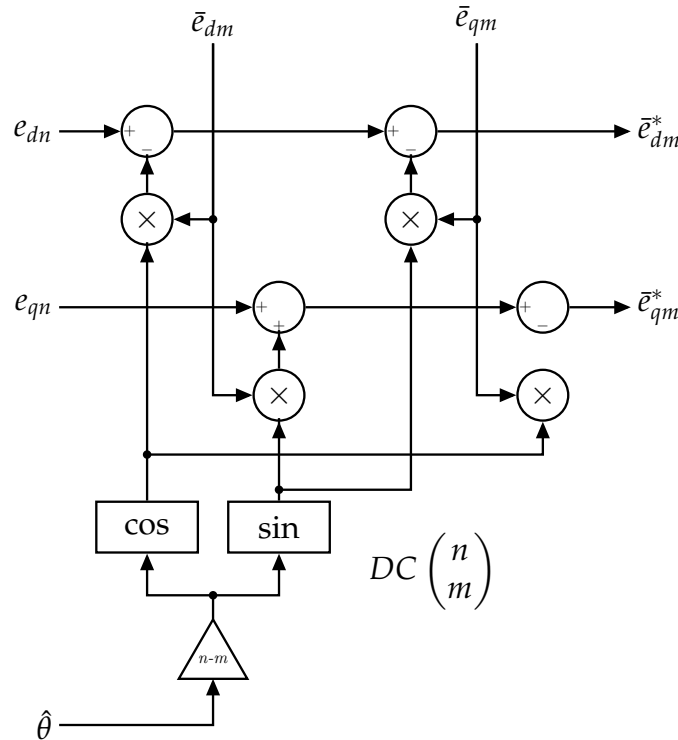 ē_dm ē_qm
e_dn + − + − ē*_dm
× ×
e_qn + + + − ē*_qm
× ×
cos sin
DC (n m)
n-m
θ̂